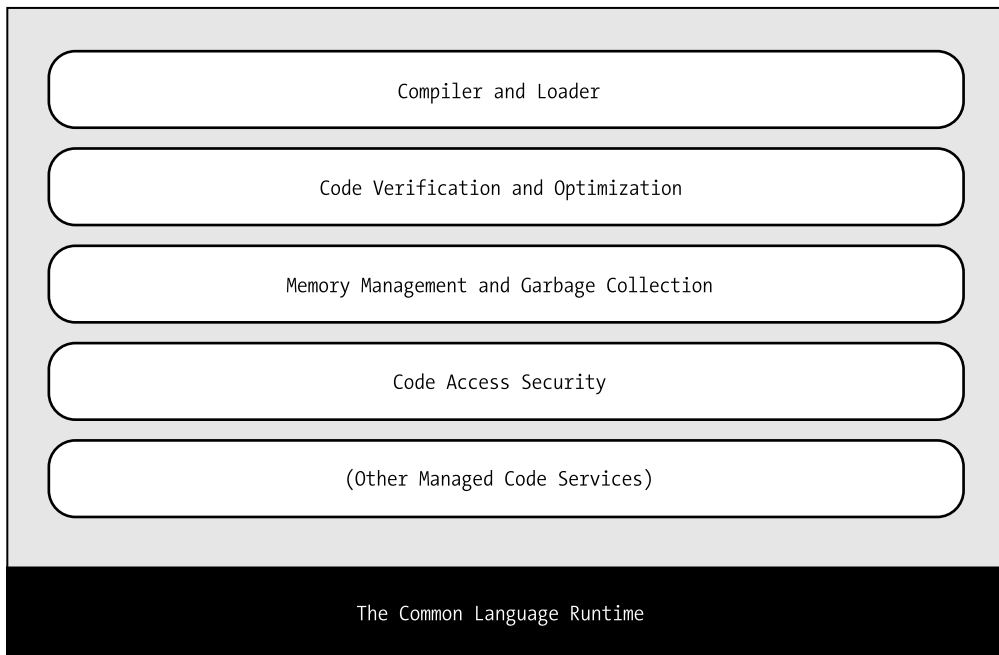 Compiler and Loader
Code Verification and Optimization
Memory Management and Garbage Collection
Code Access Security
(Other Managed Code Services)
The Common Language Runtime